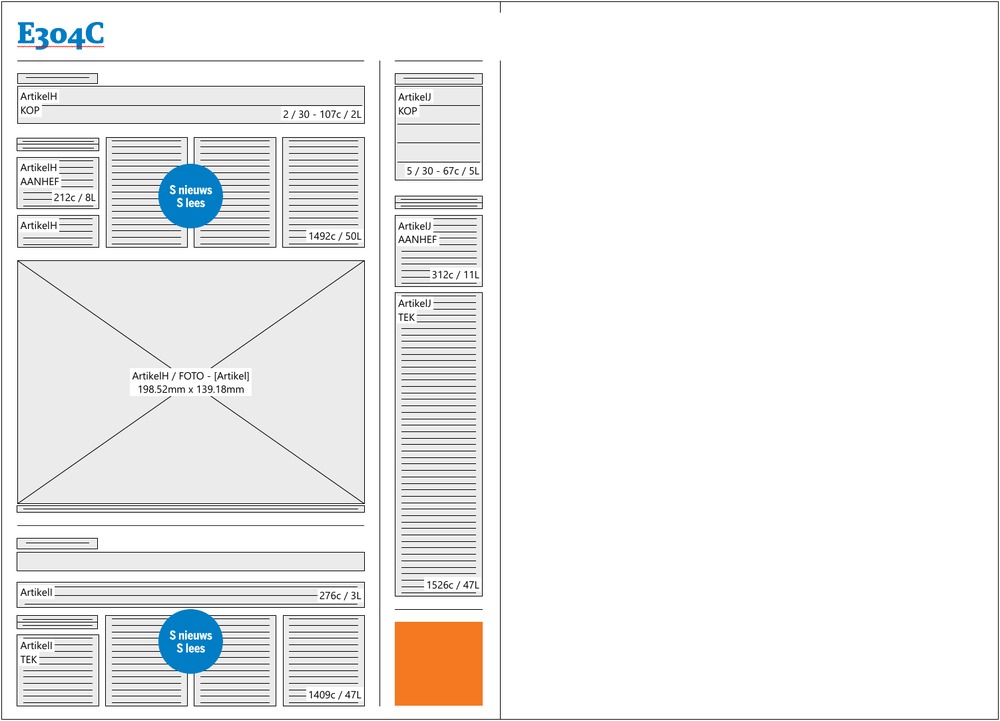 E304C
ArtikelH
KOP
2 / 30 - 107c / 2L
ArtikelH
AANHEF
212c / 8L
ArtikelH
S nieuws
S lees
1492c / 50L
ArtikelH / FOTO - [Artikel]
198.52mm x 139.18mm
ArtikelI
276c / 3L
ArtikelI
TEK
S nieuws
S lees
1409c / 47L
ArtikelJ
KOP
5 / 30 - 67c / 5L
ArtikelJ
AANHEF
312c / 11L
ArtikelJ
TEK
1526c / 47L